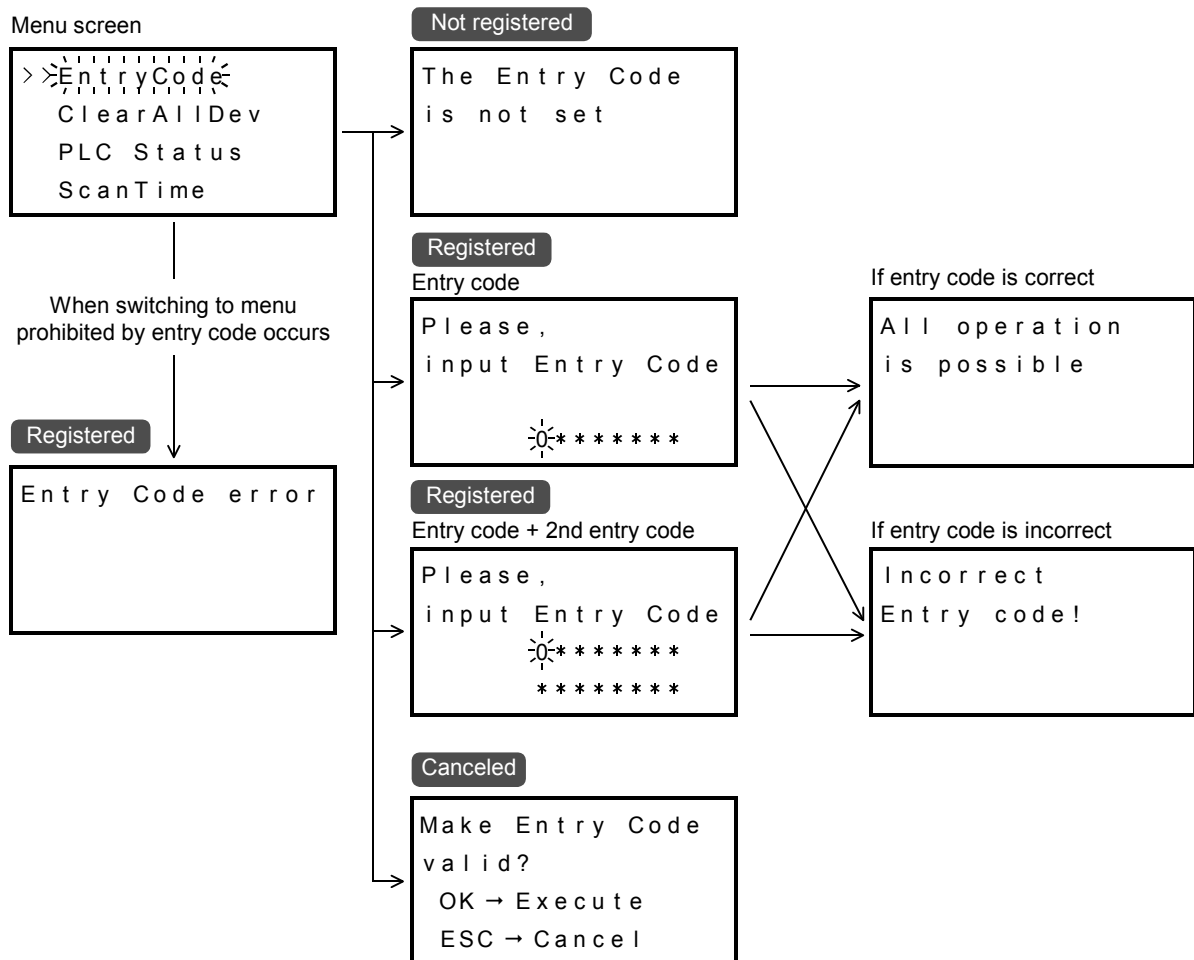 Menu screen
>>EntryCode
ClearAllDev
PLC Status
ScanTime
When switching to menu
prohibited by entry code occurs
Registered
Entry Code error
Not registered
The Entry Code
is not set
Registered
Entry code
Please,
input Entry Code
0*******
Registered
Entry code + 2nd entry code
Please,
input Entry Code
0*******
********
Canceled
Make Entry Code
valid?
OK → Execute
ESC → Cancel
If entry code is correct
All operation
is possible
If entry code is incorrect
Incorrect
Entry code!